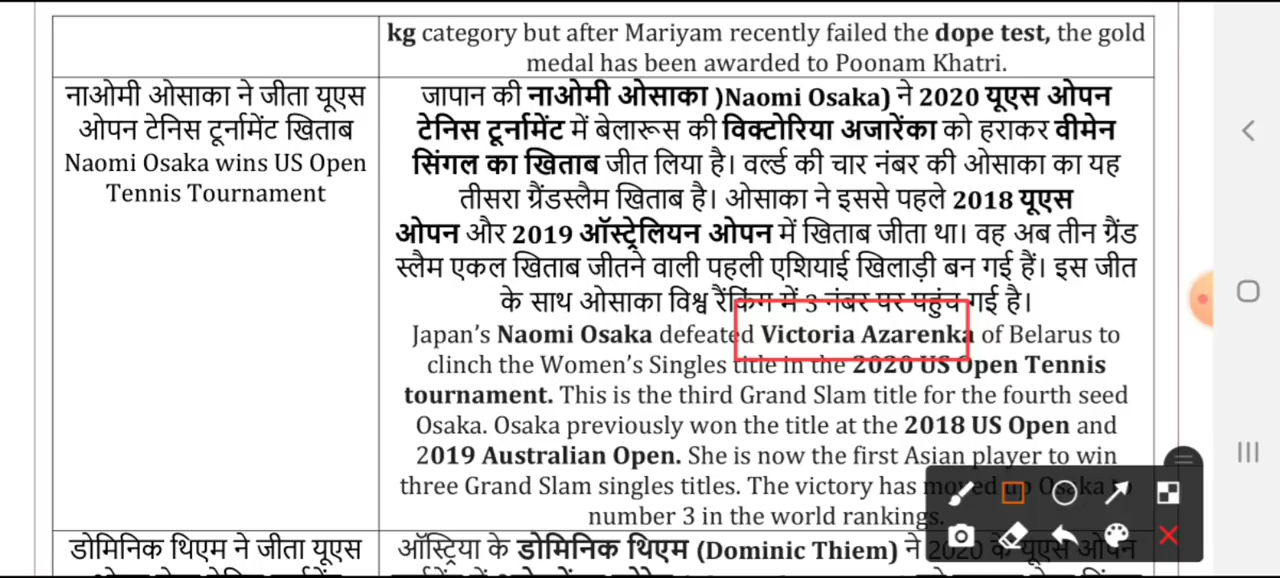 kg category but after Mariyam recently failed the dope test, the gold
medal has been awarded to Poonam Khatri.
नाओमी ओसाका ने जीता यूएस
ओपन टेनिस टूर्नामेंट खिताब
Naomi Osaka wins US Open
Tennis Tournament
जापान की नाओमी ओसाका )Naomi Osaka) ने 2020 यूएस ओपन
टेनिस टूर्नामेंट में बेलारूस की विक्टोरिया अजारेंका को हराकर वीमेन
सिंगल का खिताब जीत लिया है। वर्ल्ड की चार नंबर की ओसाका का यह
तीसरा ग्रैंडस्लैम खिताब है। ओसाका ने इससे पहले 2018 यूएस
ओपन और 2019 ऑस्ट्रेलियन ओपन में खिताब जीता था। वह अब तीन ग्रैंड
स्लैम एकल खिताब जीतने वाली पहली एशियाई खिलाड़ी बन गई हैं। इस जीत
के साथ ओसाका विश्व रैंकिंग में 3 नंबर पर पहुंच गई है।
Japan's Naomi Osaka defeated Victoria Azarenka of Belarus to
clinch the Women's Singles title in the 2020 US Open Tennis
tournament. This is the third Grand Slam title for the fourth seed
Osaka. Osaka previously won the title at the 2018 US Open and
2019 Australian Open. She is now the first Asian player to win
three Grand Slam singles titles. The victory has moved up Osaka to
number 3 in the world rankings.
डोमिनिक थिएम ने जीता यूएस
ऑस्ट्रिया के डोमिनिक थिएम (Dominic Thiem) ने 2020 के यूएस ओपन